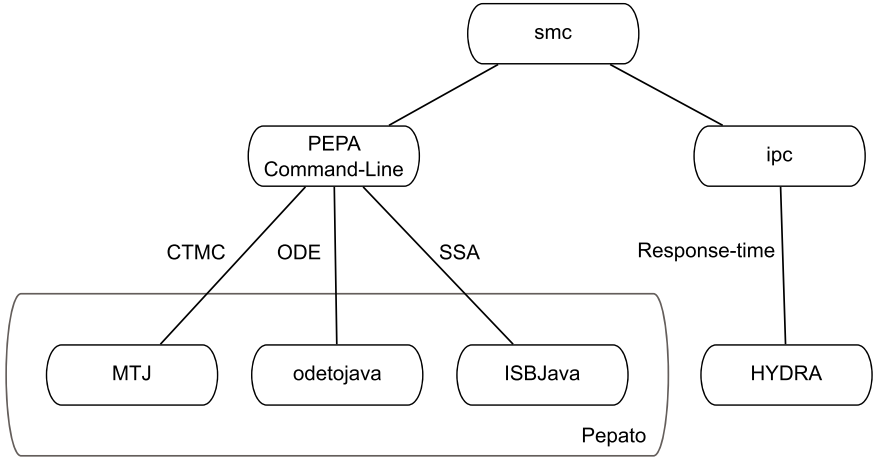 smc
PEPA
Command-Line
ipc
CTMC
ODE
SSA
Response-time
MTJ
odetojava
ISBJava
HYDRA
Pepato